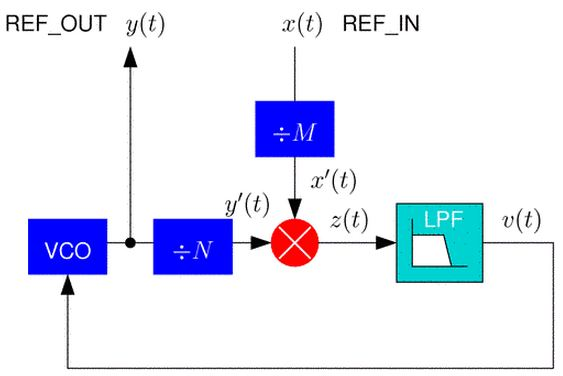 REF_OUT y(t) x(t) REF_IN
÷M
x′(t)
y′(t) z(t) LPF v(t)
VCO ÷N